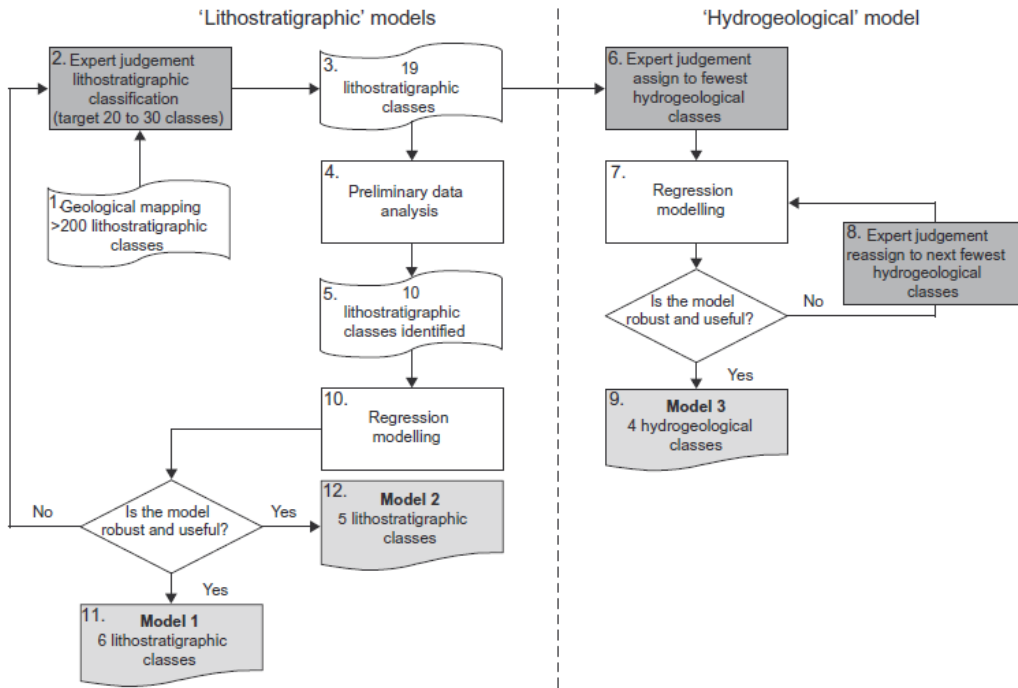 ‘Lithostratigraphic’ models
‘Hydrogeological’ model
2. Expert judgement
lithostratigraphic
classification
(target 20 to 30 classes)
3. 19
lithostratigraphic
classes
6. Expert judgement
assign to fewest
hydrogeological
classes
1. Geological mapping
>200 lithostratigraphic
classes
4.
Preliminary data
analysis
7.
Regression
modelling
8. Expert judgement
reassign to next fewest
hydrogeological
classes
5. 10
lithostratigraphic
classes identified
Is the model
robust and useful?
No
Yes
10.
Regression
modelling
9. Model 3
4 hydrogeological
classes
Is the model
robust and useful?
No
Yes
12. Model 2
5 lithostratigraphic
classes
Yes
11. Model 1
6 lithostratigraphic
classes